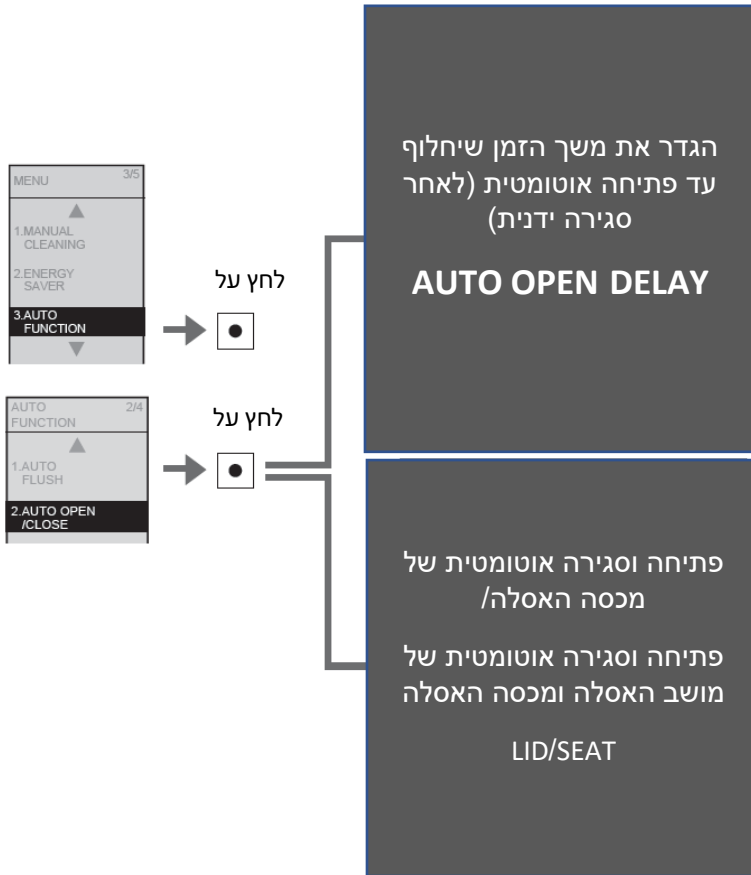 MENU 3/5
1.MANUAL
CLEANING
2.ENERGY
SAVER
3.AUTO
FUNCTION
לחץ על
AUTO 2/4
FUNCTION
1.AUTO
FLUSH
2.AUTO OPEN
/CLOSE
לחץ על
הגדר את משך הזמן שיחלוף
עד פתיחה אוטומטית (לאחר
סגירה ידנית)
AUTO OPEN DELAY
פתיחה וסגירה אוטומטית של
מכסה האסלה/
פתיחה וסגירה אוטומטית של
מושב האסלה ומכסה האסלה
LID/SEAT